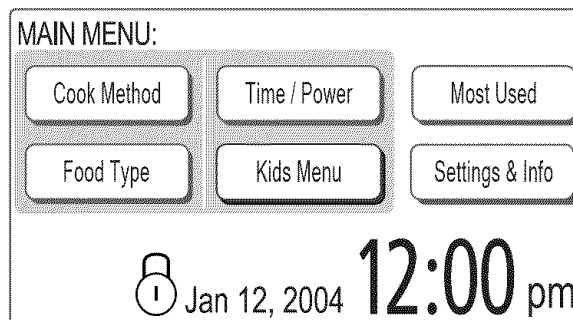 MAIN MENU:
Cook Method Time / Power Most Used
Food Type Kids Menu Settings & Info
Jan 12, 2004 12:00 pm